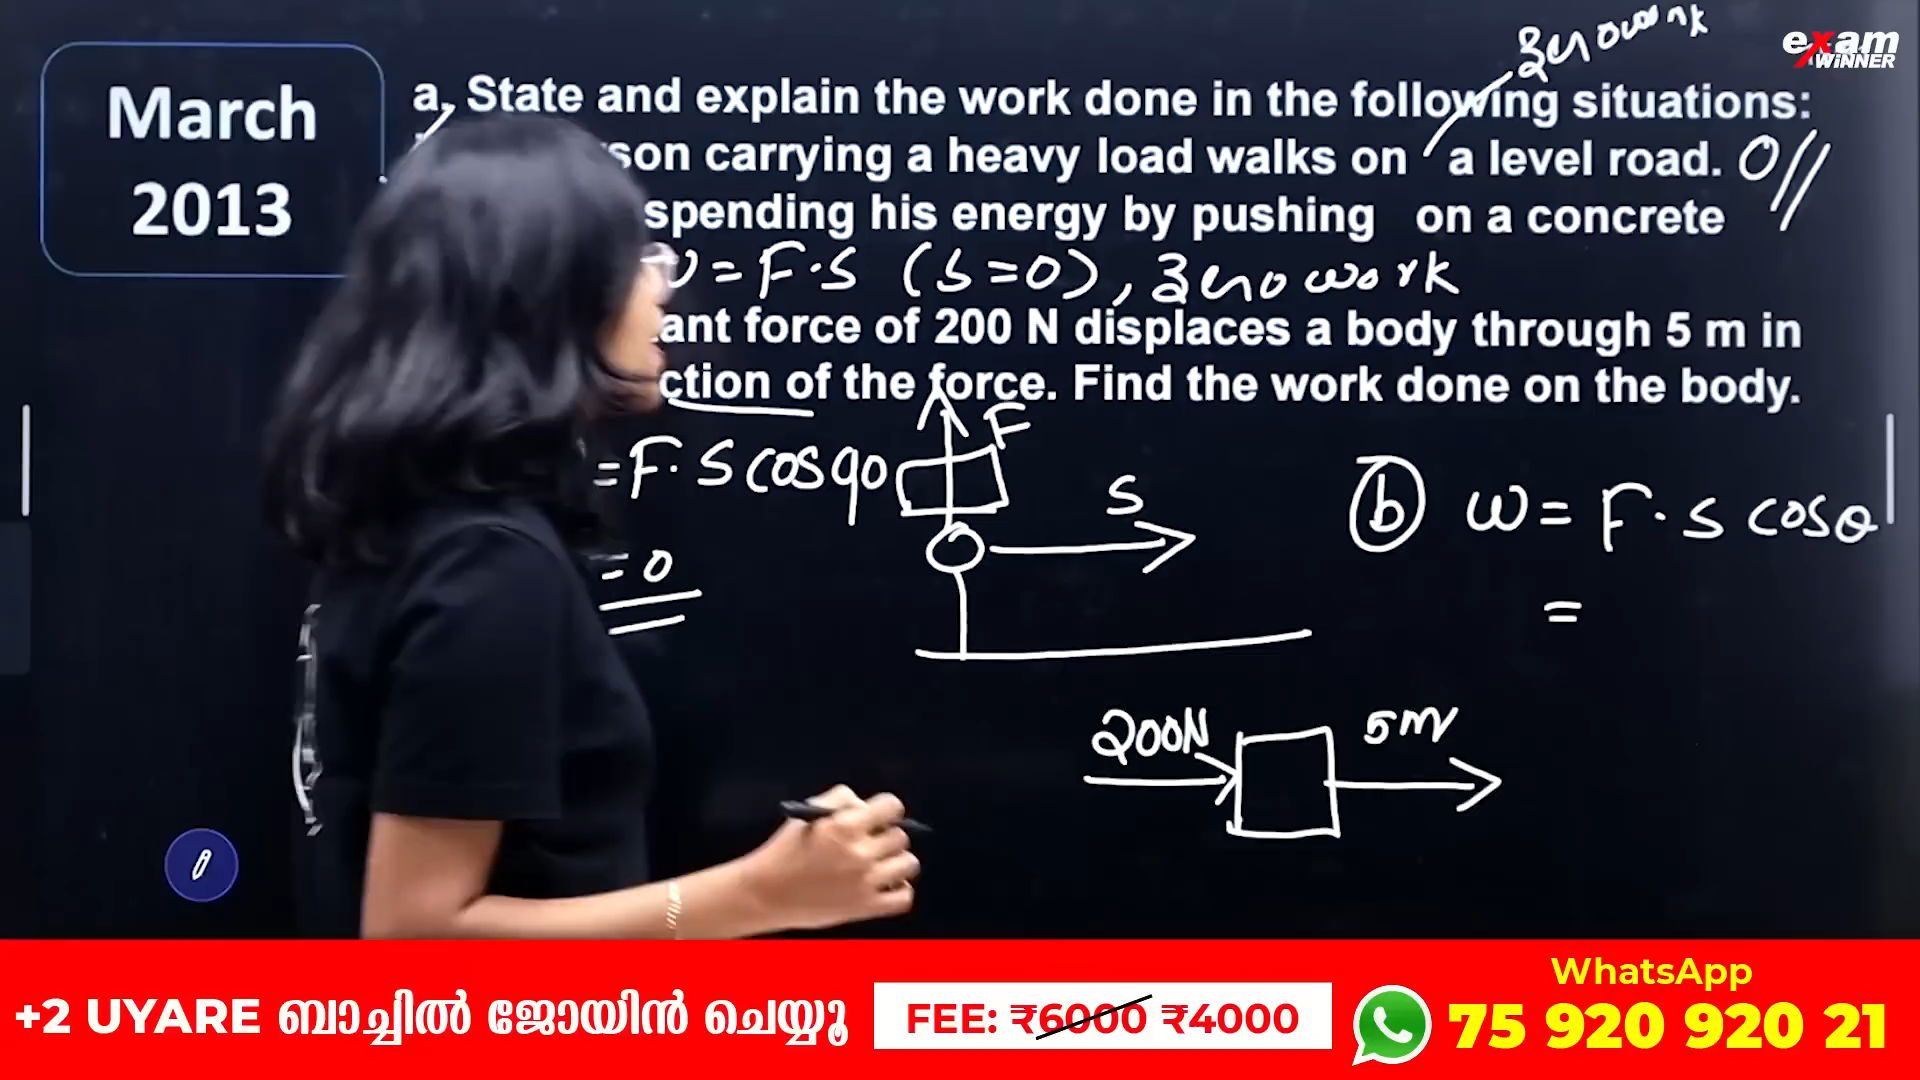 March
2013
exam
WINNER
zero work
a. State and explain the work done in the following situations:
son carrying a heavy load walks on a level road. 0
spending his energy by pushing on a concrete
= F.S (S=0), zero work
ant force of 200 N displaces a body through 5 m in
ction of the force. Find the work done on the body.
= F.S cos90
= 0
F
S
b W = F.S cosθ
=
200N
5m
+2 UYARE ബാച്ചിൽ ജോയിൻ ചെയ്യൂ
FEE: ₹6000 ₹4000
WhatsApp
75 920 920 21